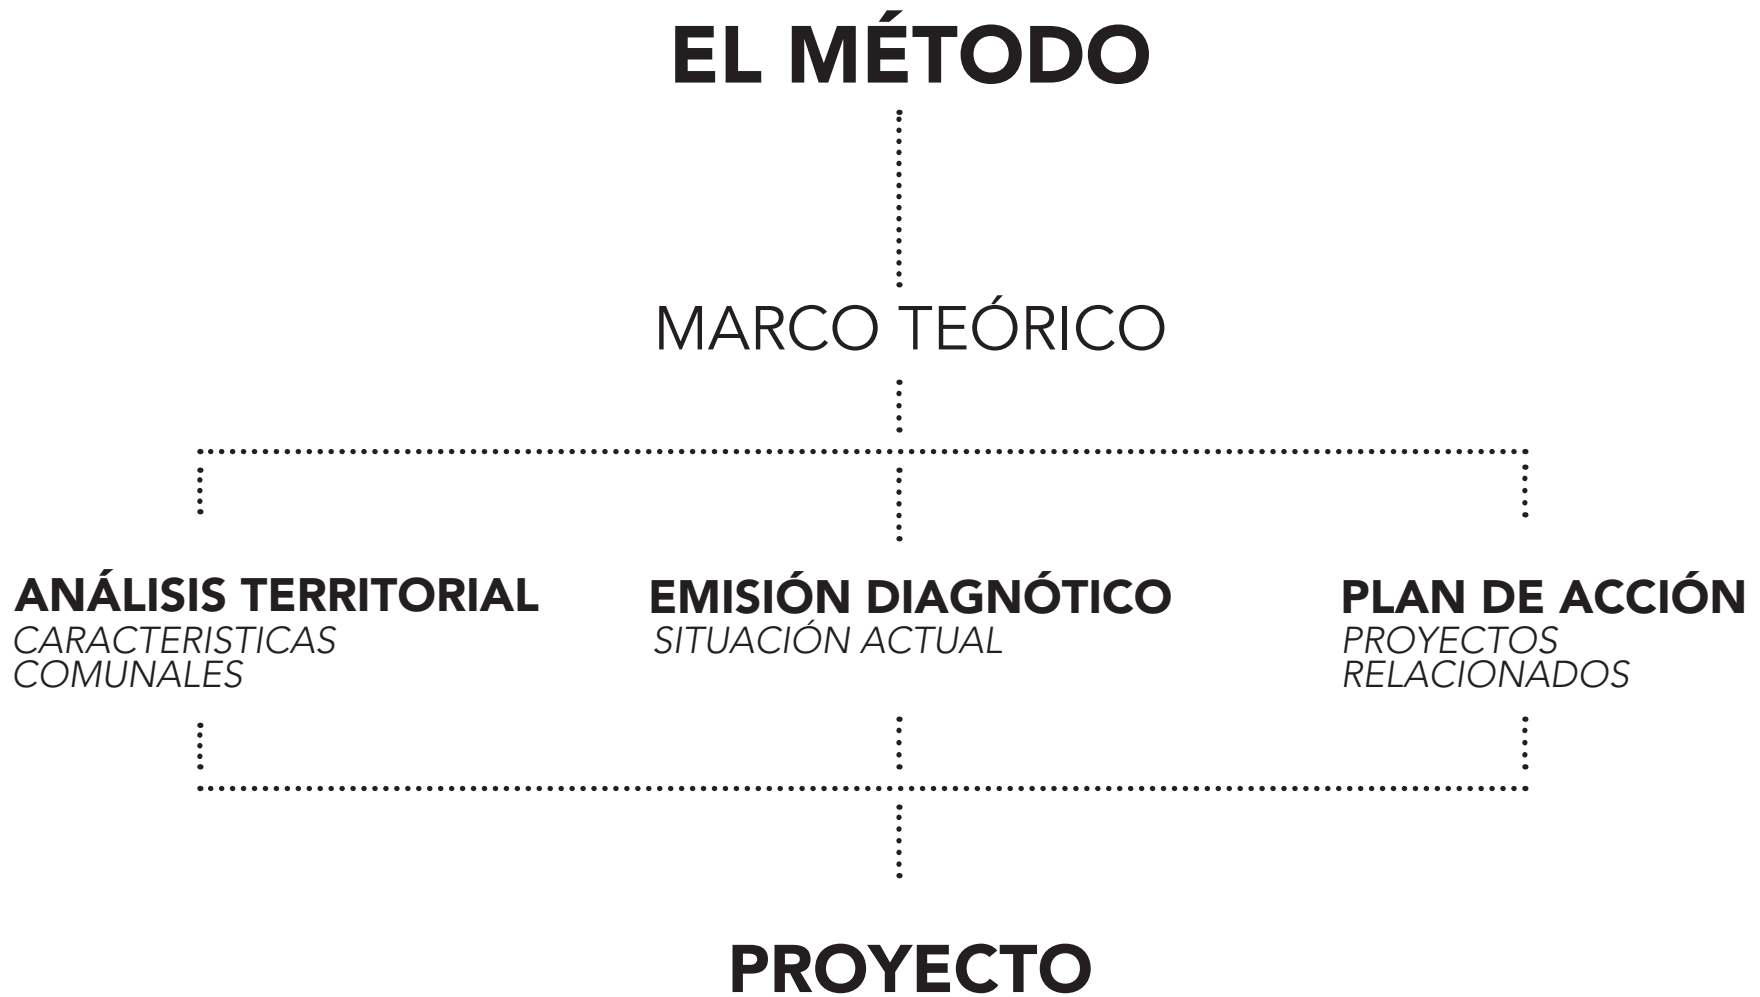 EL MÉTODO
MARCO TEÓRICO
ANÁLISIS TERRITORIAL
CARACTERISTICAS
COMUNALES
EMISIÓN DIAGNÓTICO
SITUACIÓN ACTUAL
PLAN DE ACCIÓN
PROYECTOS
RELACIONADOS
PROYECTO